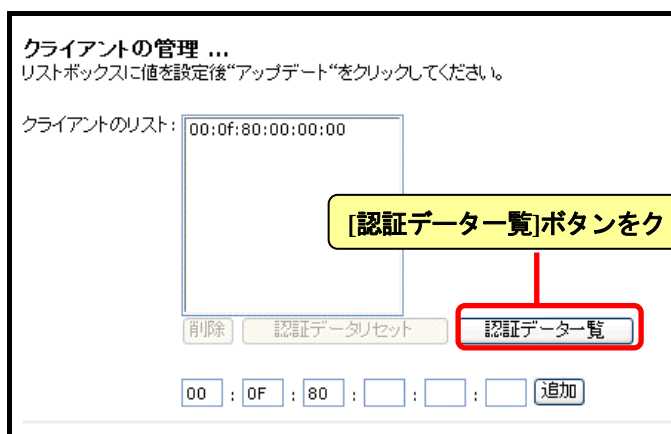 クライアントの管理 ...
リストボックスに値を設定後“アップデート“をクリックしてください。
クライアントのリスト:
00:0f:80:00:00:00
[認証データ一覧]ボタンをク
削除 認証データリセット 認証データ一覧
00 : 0F : 80 : : : 追加